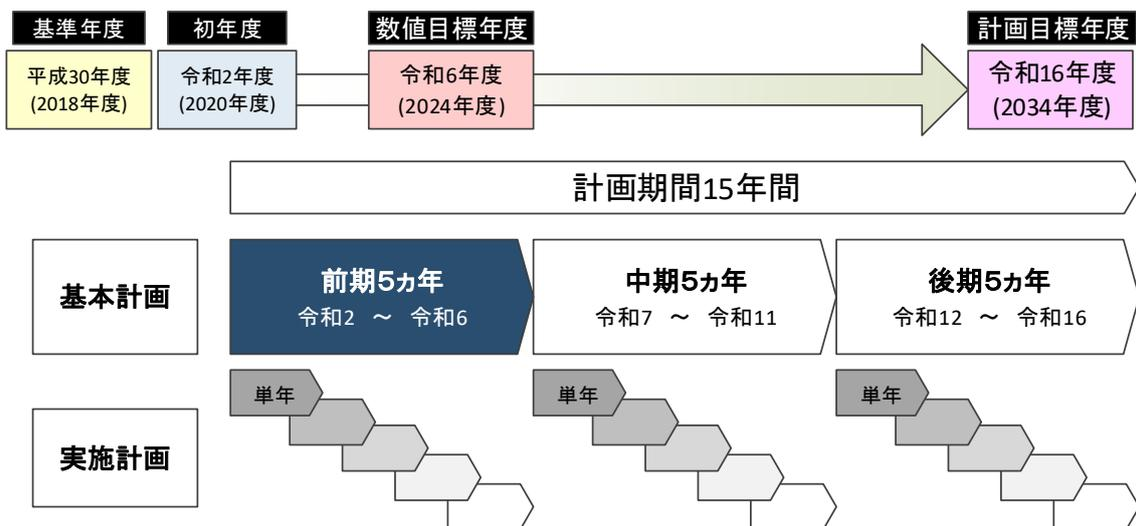 基準年度
初年度
数値目標年度
計画目標年度
平成30年度
(2018年度)
令和2年度
(2020年度)
令和6年度
(2024年度)
令和16年度
(2034年度)
計画期間15年間
基本計画
前期5ヵ年
令和2 ～ 令和6
中期5ヵ年
令和7 ～ 令和11
後期5ヵ年
令和12 ～ 令和16
実施計画
単年
単年
単年